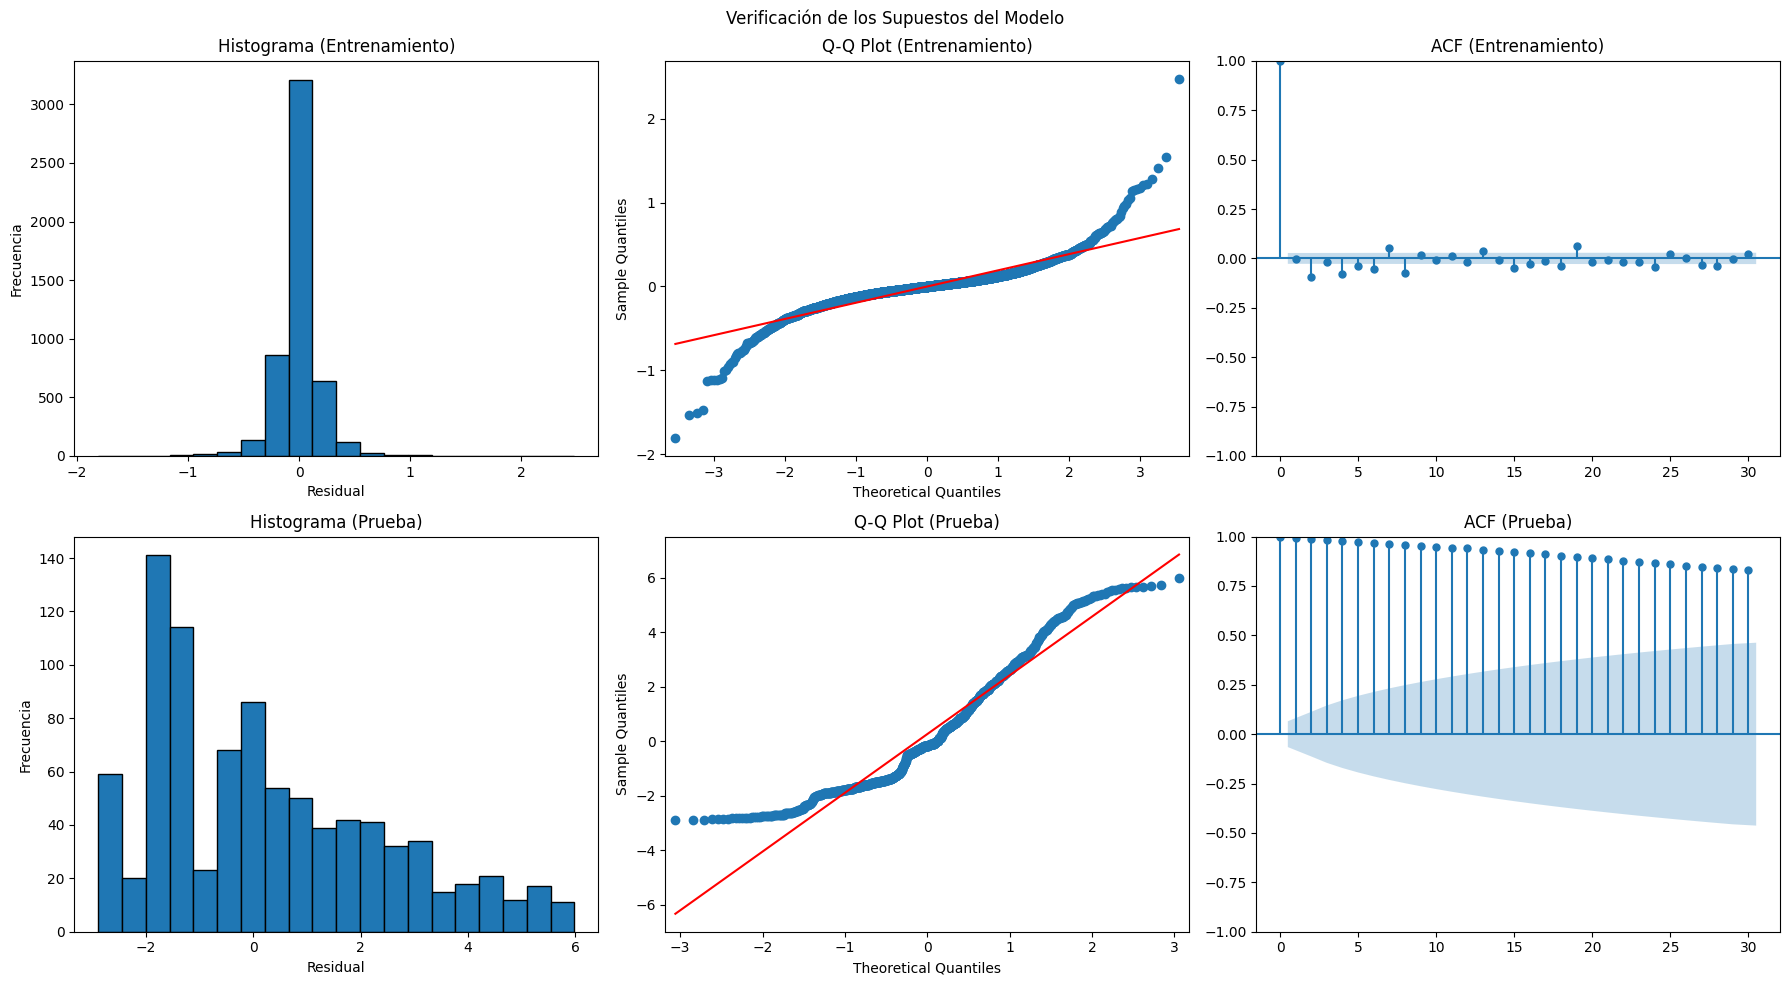 Verificación de los Supuestos del Modelo
Histograma (Entrenamiento)
Frecuencia
3000
2500
2000
1500
1000
500
0
−2 −1 0 1 2
Residual
Q-Q Plot (Entrenamiento)
Sample Quantiles
2
1
0
−1
−2
−3 −2 −1 0 1 2 3
Theoretical Quantiles
ACF (Entrenamiento)
1.00
0.75
0.50
0.25
0.00
−0.25
−0.50
−0.75
−1.00
0 5 10 15 20 25 30
Histograma (Prueba)
Frecuencia
140
120
100
80
60
40
20
0
−2 0 2 4 6
Residual
Q-Q Plot (Prueba)
Sample Quantiles
6
4
2
0
−2
−4
−6
−3 −2 −1 0 1 2 3
Theoretical Quantiles
ACF (Prueba)
1.00
0.75
0.50
0.25
0.00
−0.25
−0.50
−0.75
−1.00
0 5 10 15 20 25 30